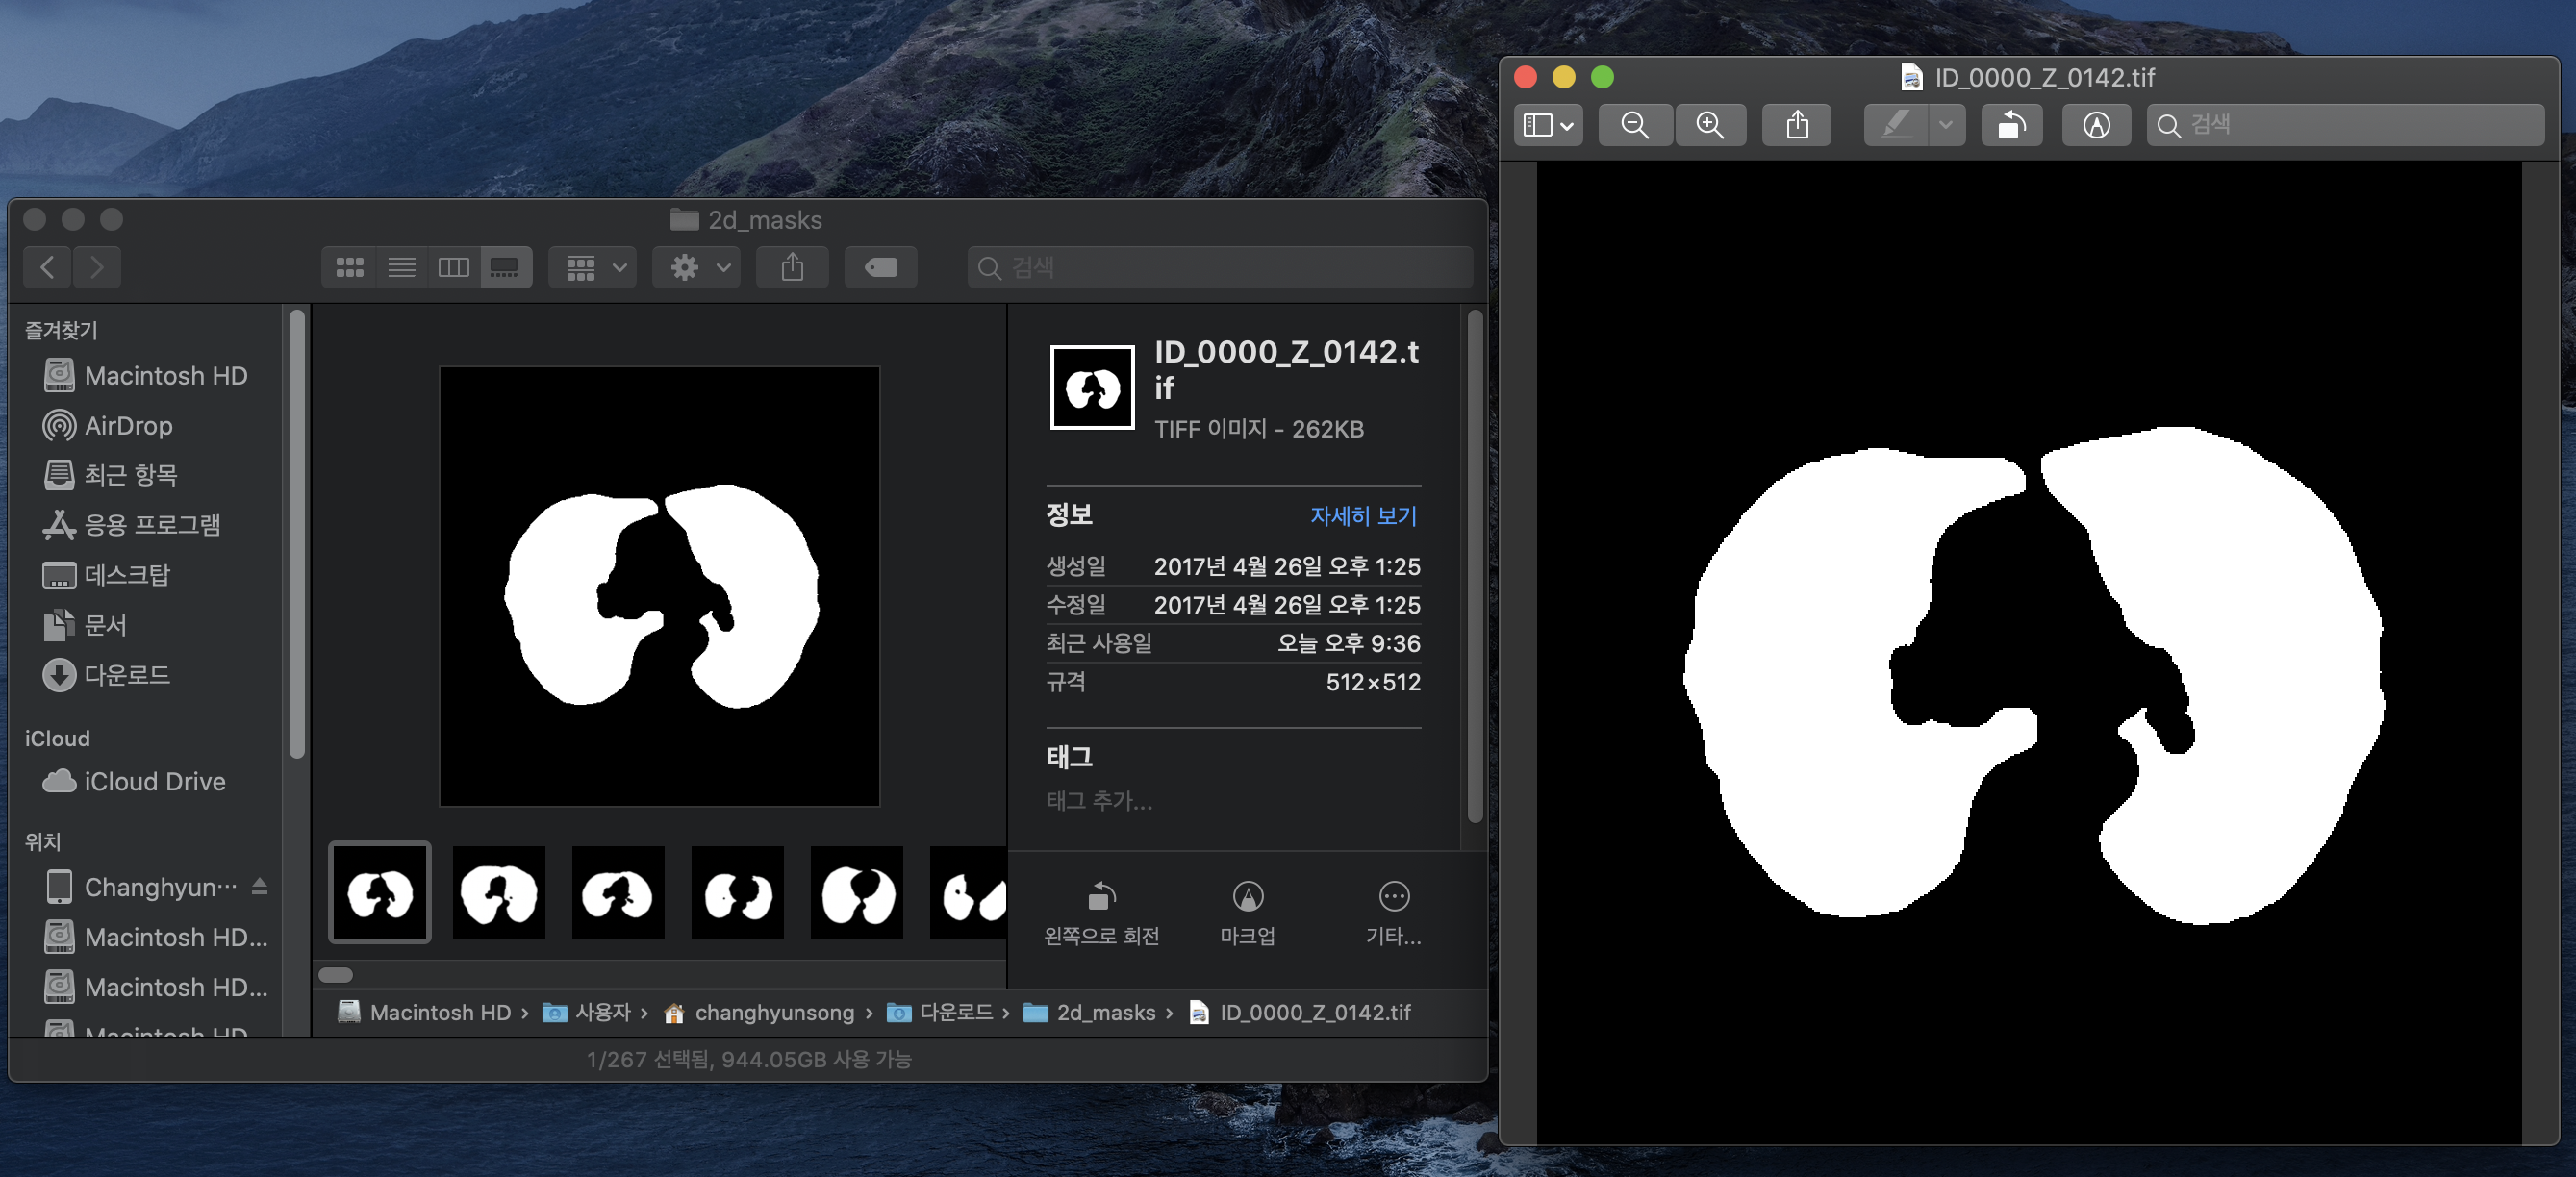 2d_masks
검색
즐겨찾기
Macintosh HD
AirDrop
최근 항목
응용 프로그램
데스크탑
문서
다운로드
iCloud
iCloud Drive
위치
Changhyun…
Macintosh HD...
Macintosh HD...
Macintosh HD
ID_0000_Z_0142.t
if
TIFF 이미지 - 262KB
정보 자세히 보기
생성일 2017년 4월 26일 오후 1:25
수정일 2017년 4월 26일 오후 1:25
최근 사용일 오늘 오후 9:36
규격 512×512
태그
태그 추가...
왼쪽으로 회전 마크업 기타...
Macintosh HD › 사용자 › changhyunsong › 다운로드 › 2d_masks › ID_0000_Z_0142.tif
1/267 선택됨, 944.05GB 사용 가능
ID_0000_Z_0142.tif
검색